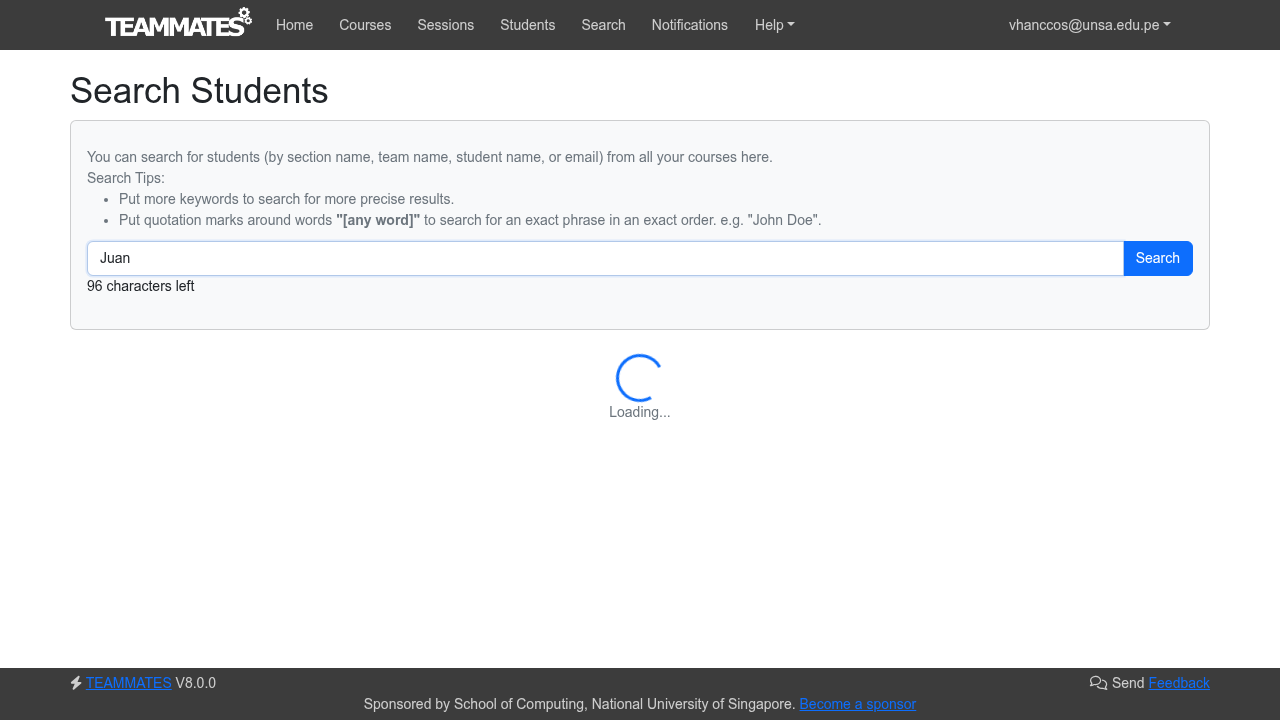 TEAMMATES Home Courses Sessions Students Search Notifications Help vhanccos@unsa.edu.pe
Search Students
You can search for students (by section name, team name, student name, or email) from all your courses here.
Search Tips:
Put more keywords to search for more precise results.
Put quotation marks around words "[any word]" to search for an exact phrase in an exact order. e.g. "John Doe".
Juan Search
96 characters left
Loading...
TEAMMATES V8.0.0 Send Feedback
Sponsored by School of Computing, National University of Singapore. Become a sponsor